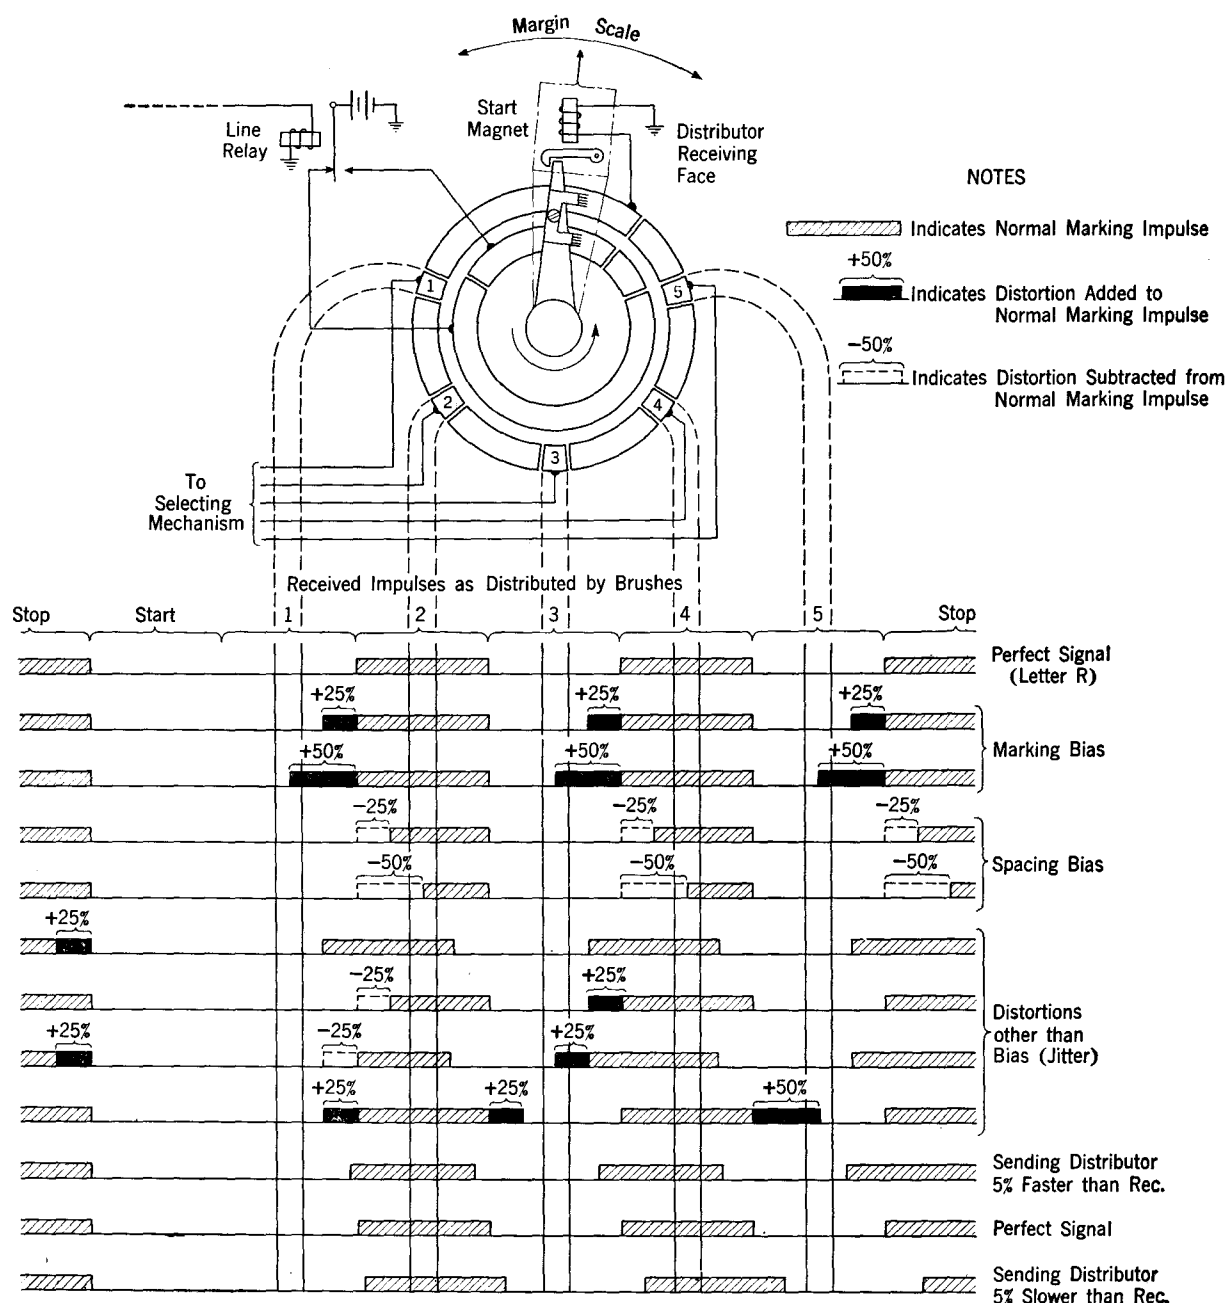 Margin Scale
Start
Magnet
Line
Relay
Distributor
Receiving
Face
NOTES
Indicates Normal Marking Impulse
+50%
Indicates Distortion Added to
Normal Marking Impulse
−50%
Indicates Distortion Subtracted from
Normal Marking Impulse
1
5
2
4
3
To
Selecting
Mechanism
Received Impulses as Distributed by Brushes
Stop Start 1 2 3 4 5 Stop
Perfect Signal
(Letter R)
+25% +25% +25%
+50% +50% +50%
Marking Bias
−25% −25% −25%
−50% −50% −50%
Spacing Bias
+25%
−25% +25%
+25% −25% +25%
+25% +25% +50%
Distortions
other than
Bias (Jitter)
Sending Distributor
5% Faster than Rec.
Perfect Signal
Sending Distributor
5% Slower than Rec.